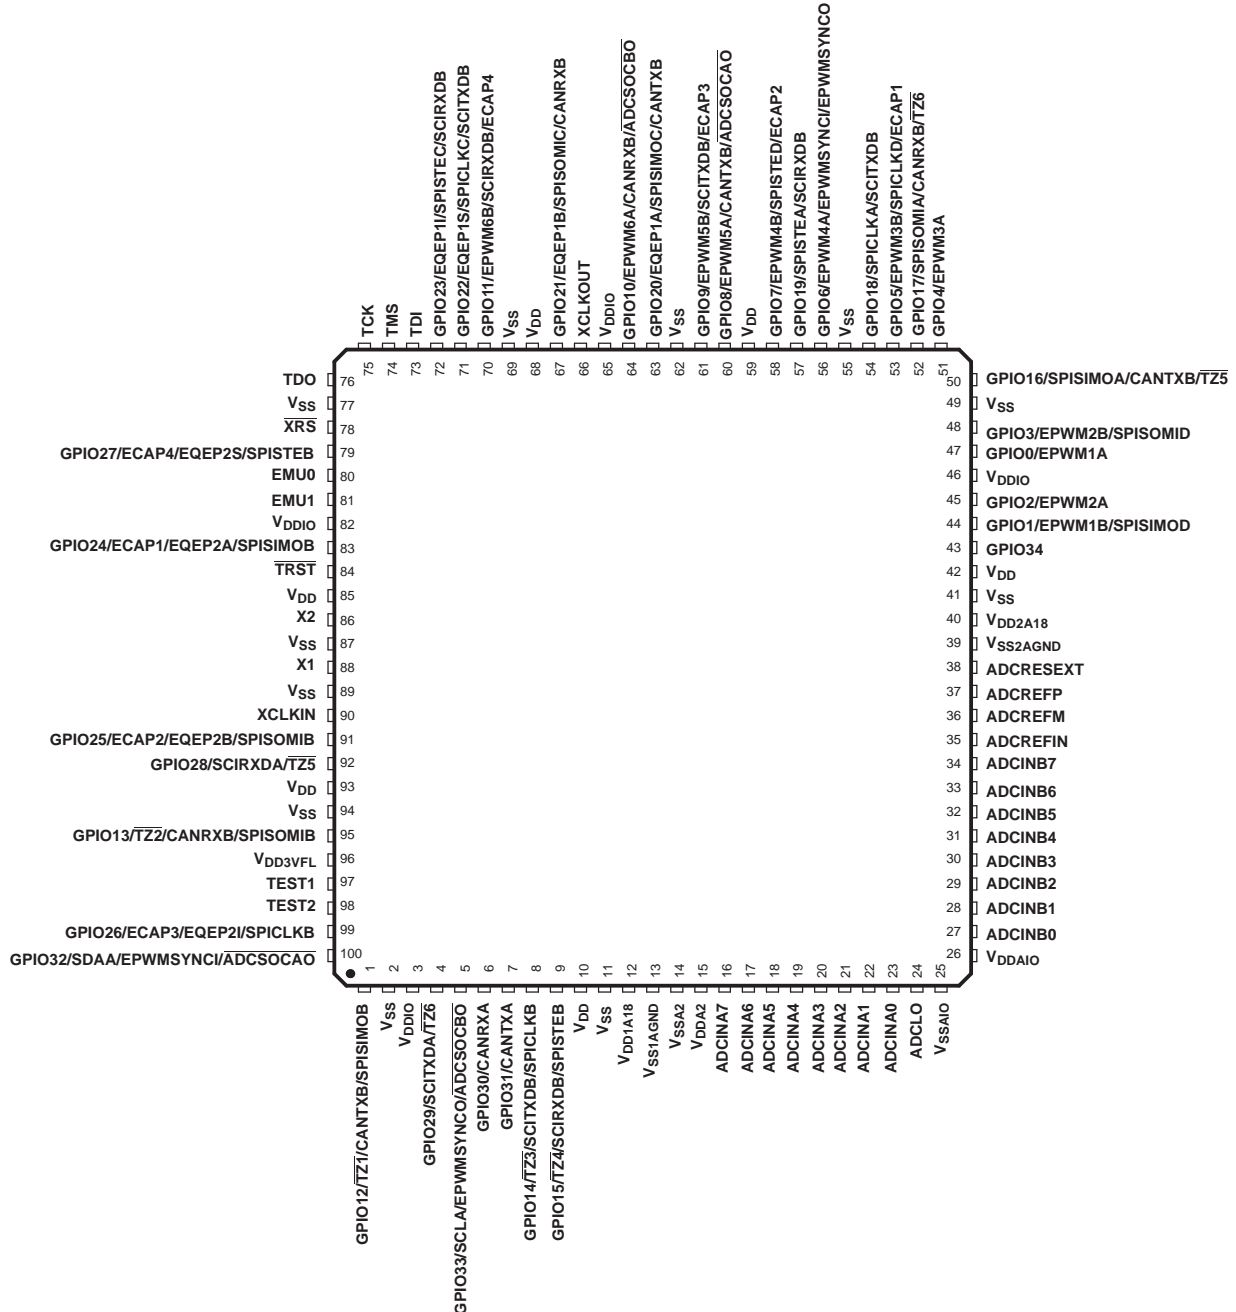 GPIO23/EQEP1I/SPISTEC/SCIRXDB
GPIO22/EQEP1S/SPICLKC/SCITXDB
GPIO11/EPWM6B/SCIRXDB/ECAP4
GPIO21/EQEP1B/SPISOMIC/CANRXB
GPIO10/EPWM6A/CANRXB/ADCSOCBO
GPIO20/EQEP1A/SPISIMOC/CANTXB
GPIO9/EPWM5B/SCITXDB/ECAP3
GPIO8/EPWM5A/CANTXB/ADCSOCAO
GPIO7/EPWM4B/SPISTED/ECAP2
GPIO19/SPISTEA/SCIRXDB
GPIO6/EPWM4A/EPWMSYNCI/EPWMSYNCO
GPIO18/SPICLKA/SCITXDB
GPIO5/EPWM3B/SPICLKD/ECAP1
GPIO17/SPISOMIA/CANRXB/TZ6
GPIO4/EPWM3A
TCK
TMS
TDI
VSS
VDD
XCLKOUT
VDDIO
VSS
VDD
VSS
75
74
73
72
71
70
69
68
67
66
65
64
63
62
61
60
59
58
57
56
55
54
53
52
51
TDO 76
VSS 77
XRS 78
GPIO27/ECAP4/EQEP2S/SPISTEB 79
EMU0 80
EMU1 81
VDDIO 82
GPIO24/ECAP1/EQEP2A/SPISIMOB 83
TRST 84
VDD 85
X2 86
VSS 87
X1 88
VSS 89
XCLKIN 90
GPIO25/ECAP2/EQEP2B/SPISOMIB 91
GPIO28/SCIRXDA/TZ5 92
VDD 93
VSS 94
GPIO13/TZ2/CANRXB/SPISOMIB 95
VDD3VFL 96
TEST1 97
TEST2 98
GPIO26/ECAP3/EQEP2I/SPICLKB 99
GPIO32/SDAA/EPWMSYNCI/ADCSOCAO 100
50 GPIO16/SPISIMOA/CANTXB/TZ5
49 VSS
48 GPIO3/EPWM2B/SPISOMID
47 GPIO0/EPWM1A
46 VDDIO
45 GPIO2/EPWM2A
44 GPIO1/EPWM1B/SPISIMOD
43 GPIO34
42 VDD
41 VSS
40 VDD2A18
39 VSS2AGND
38 ADCRESEXT
37 ADCREFP
36 ADCREFM
35 ADCREFIN
34 ADCINB7
33 ADCINB6
32 ADCINB5
31 ADCINB4
30 ADCINB3
29 ADCINB2
28 ADCINB1
27 ADCINB0
26 VDDAIO
1
2
3
4
5
6
7
8
9
10
11
12
13
14
15
16
17
18
19
20
21
22
23
24
25
GPIO12/TZ1/CANTXB/SPISIMOB
VSS
VDDIO
GPIO29/SCITXDA/TZ6
GPIO33/SCLA/EPWMSYNCO/ADCSOCBO
GPIO30/CANRXA
GPIO31/CANTXA
GPIO14/TZ3/SCITXDB/SPICLKB
GPIO15/TZ4/SCIRXDB/SPISTEB
VDD
VSS
VDD1A18
VSS1AGND
VSSA2
VDDA2
ADCINA7
ADCINA6
ADCINA5
ADCINA4
ADCINA3
ADCINA2
ADCINA1
ADCINA0
ADCLO
VSSAIO